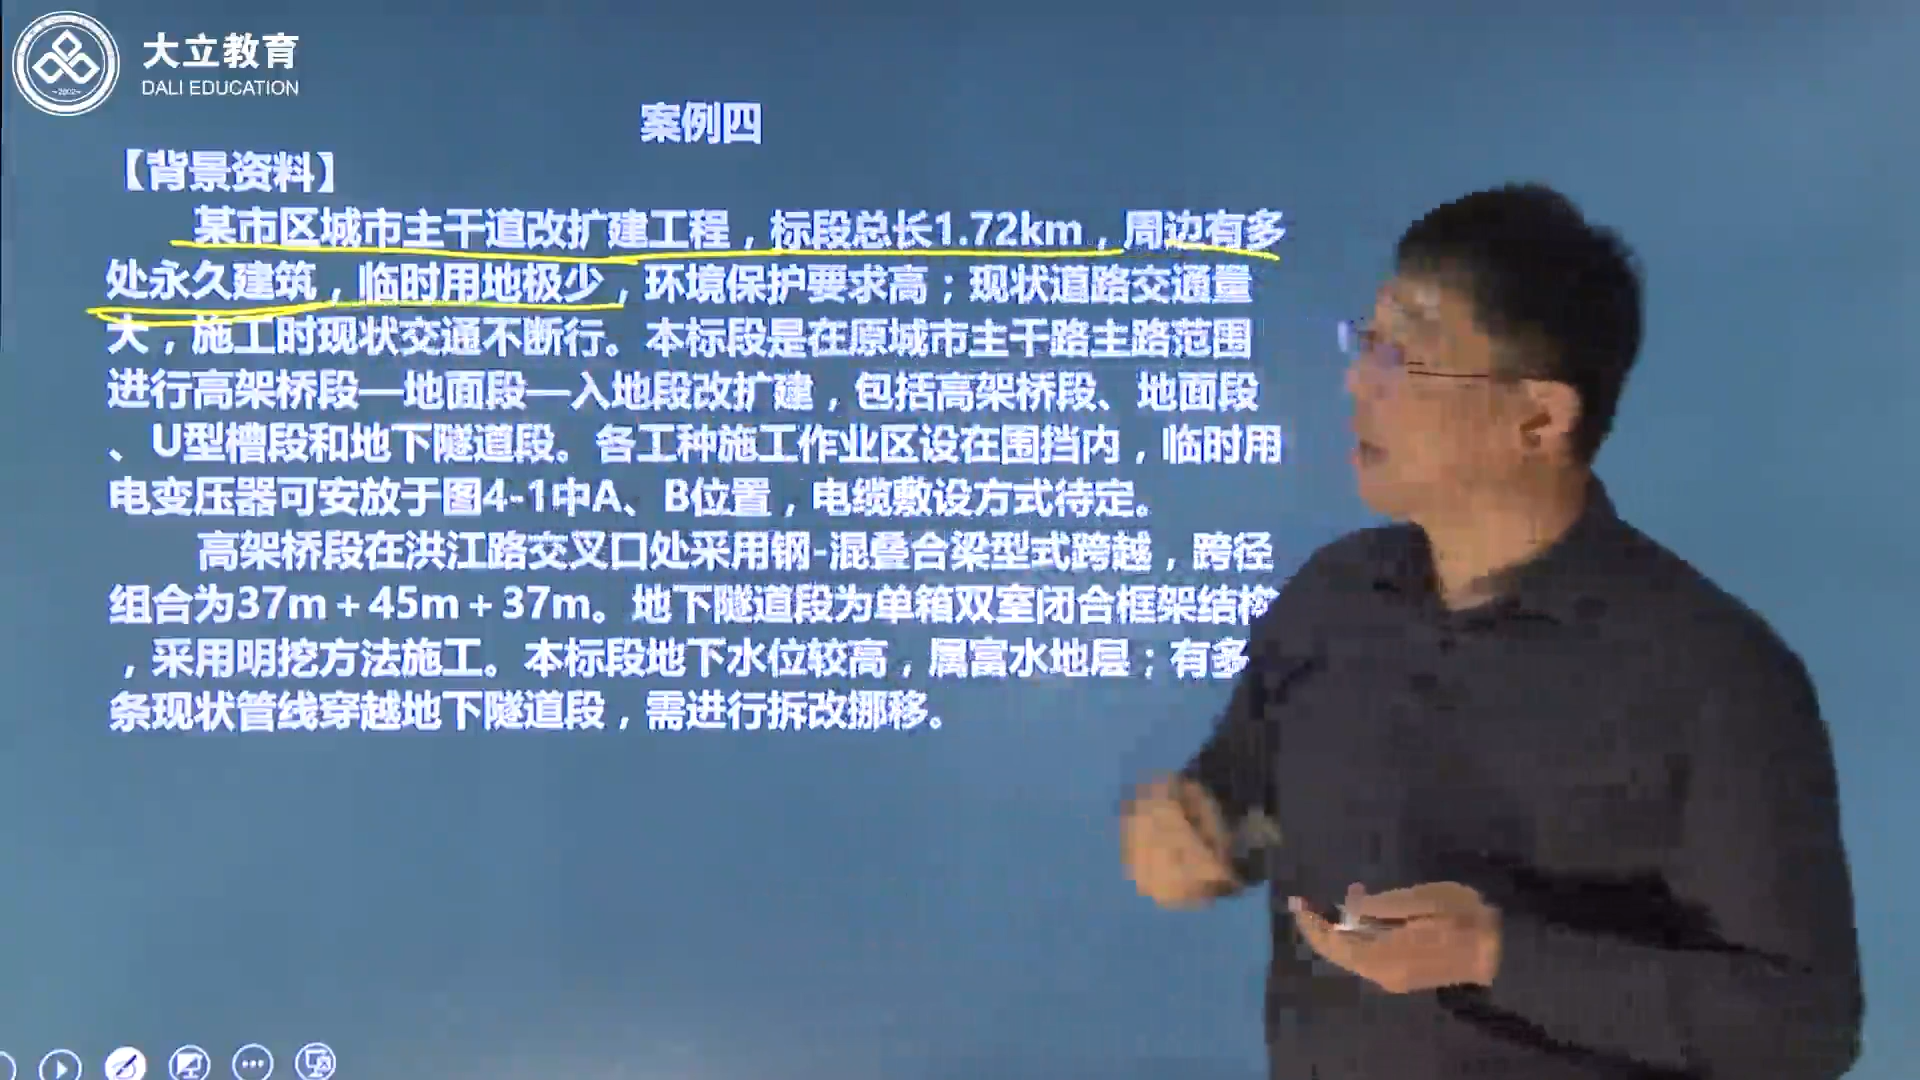 大立教育
DALI EDUCATION
~2002~
案例四
【背景资料】
某市区城市主干道改扩建工程，标段总长1.72km，周边有多
处永久建筑，临时用地极少，环境保护要求高；现状道路交通量
大，施工时现状交通不断行。本标段是在原城市主干路主路范围
进行高架桥段—地面段—入地段改扩建，包括高架桥段、地面段
、U型槽段和地下隧道段。各工种施工作业区设在围挡内，临时用
电变压器可安放于图4-1中A、B位置，电缆敷设方式待定。
高架桥段在洪江路交叉口处采用钢-混叠合梁型式跨越，跨径
组合为37m＋45m＋37m。地下隧道段为单箱双室闭合框架结构
，采用明挖方法施工。本标段地下水位较高，属富水地层；有多
条现状管线穿越地下隧道段，需进行拆改挪移。